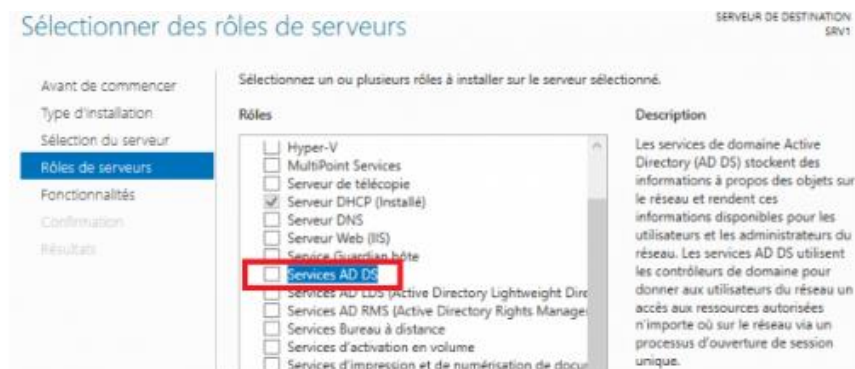 Sélectionner des rôles de serveurs
SERVEUR DE DESTINATION
SRV1
Avant de commencer
Type d'installation
Sélection du serveur
Rôles de serveurs
Fonctionnalités
Confirmation
Résultats
Sélectionnez un ou plusieurs rôles à installer sur le serveur sélectionné.
Rôles
Hyper-V
MultiPoint Services
Serveur de télécopie
Serveur DHCP (Installé)
Serveur DNS
Serveur Web (IIS)
Service Guardian hôte
Services AD DS
Services AD LDS (Active Directory Lightweight Dire
Services AD RMS (Active Directory Rights Manage
Services Bureau à distance
Services d'activation en volume
Services d'impression et de numérisation de docu
Description
Les services de domaine Active
Directory (AD DS) stockent des
informations à propos des objets sur
le réseau et rendent ces
informations disponibles pour les
utilisateurs et les administrateurs du
réseau. Les services AD DS utilisent
les contrôleurs de domaine pour
donner aux utilisateurs du réseau un
accès aux ressources autorisées
n'importe où sur le réseau via un
processus d'ouverture de session
unique.